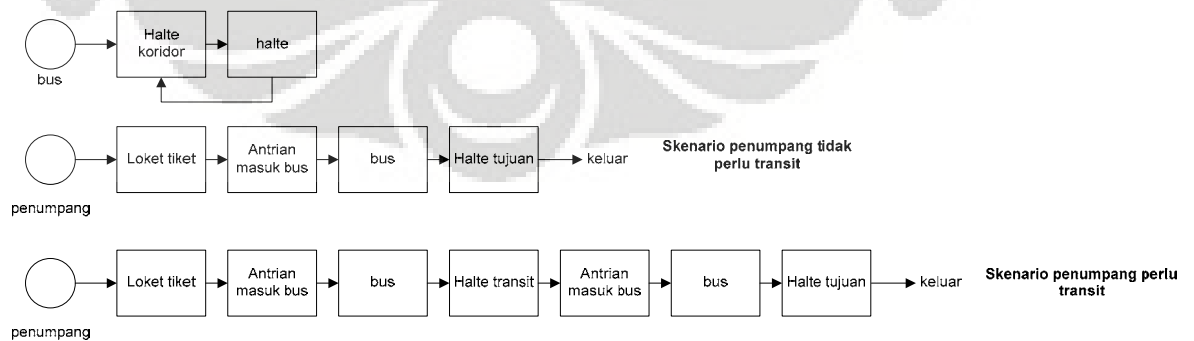 Halte
koridor
halte
bus
Loket tiket
Antrian
masuk bus
bus
Halte tujuan
keluar
Skenario penumpang tidak
perlu transit
penumpang
Loket tiket
Antrian
masuk bus
bus
Halte transit
Antrian
masuk bus
bus
Halte tujuan
keluar
Skenario penumpang perlu
transit
penumpang